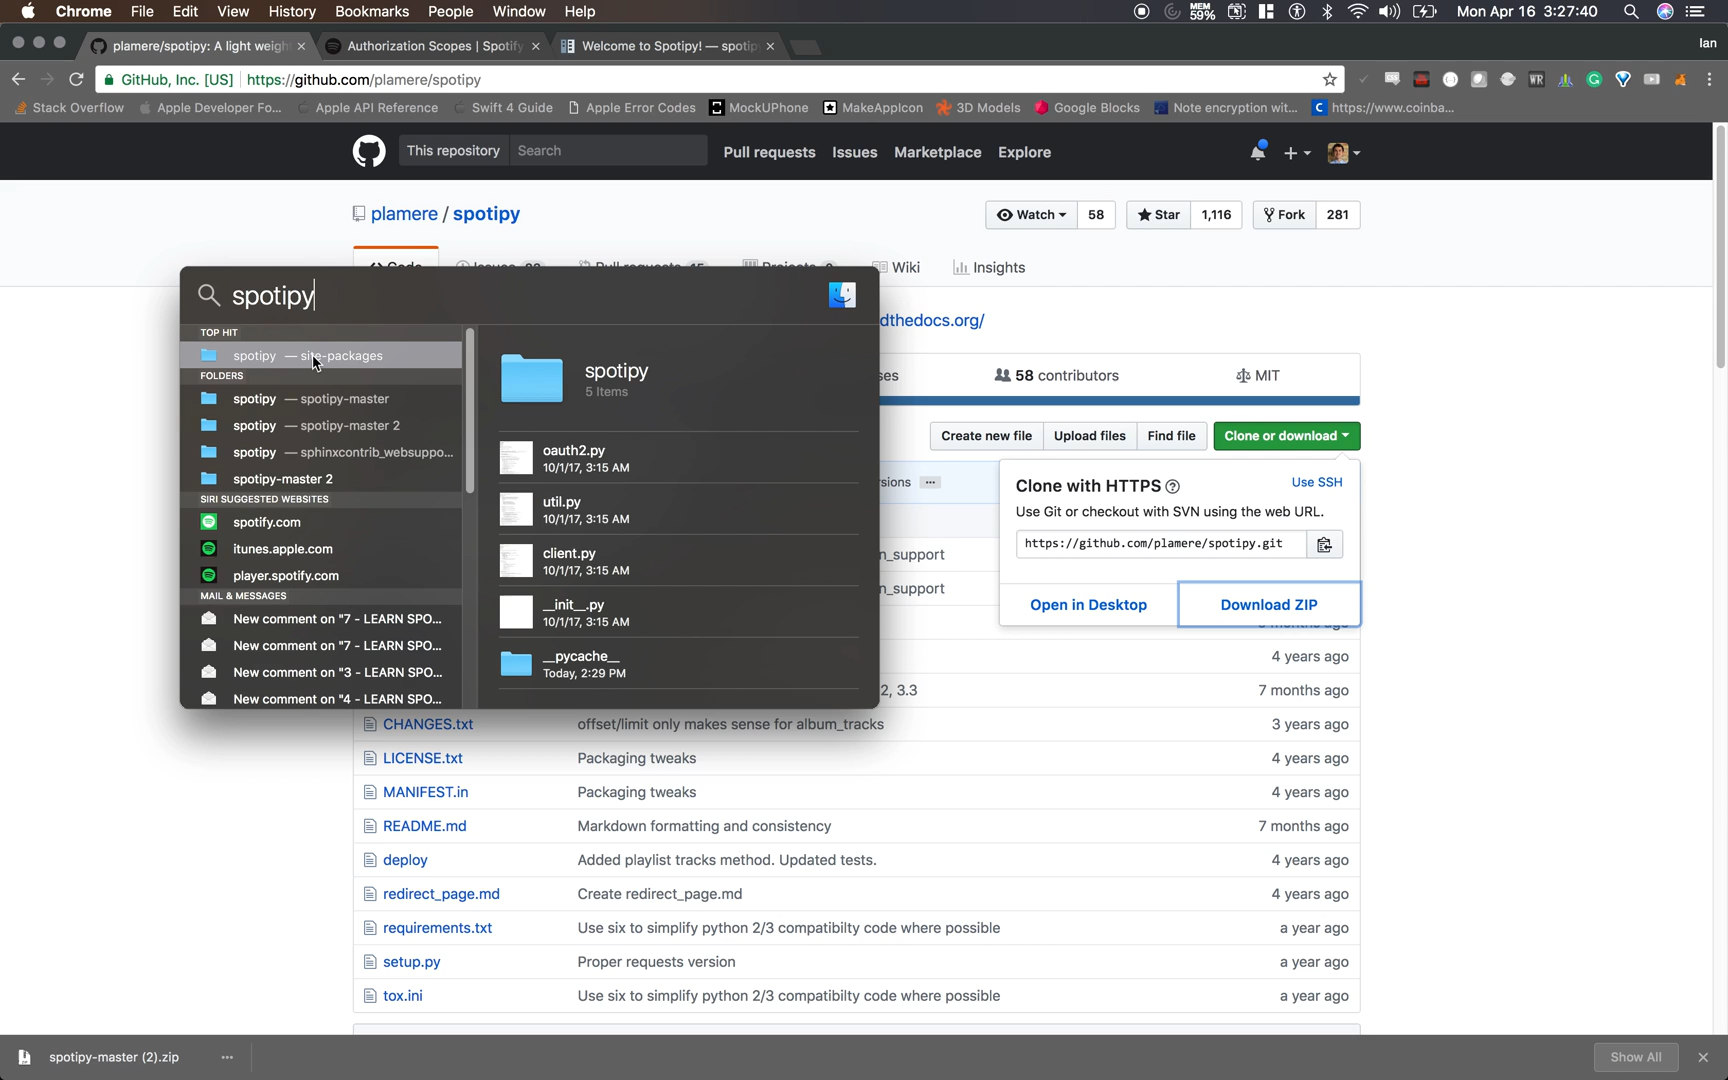 Chrome File Edit View History Bookmarks People Window Help
MEM 59% Mon Apr 16 3:27:40
plamere/spotipy: A light weigh
Authorization Scopes | Spotify
Welcome to Spotipy! — spotip
Ian
GitHub, Inc. [US] https://github.com/plamere/spotipy
Stack Overflow Apple Developer Fo... Apple API Reference Swift 4 Guide Apple Error Codes MockUPhone MakeAppIcon 3D Models Google Blocks Note encryption wit... https://www.coinba...
This repository Search Pull requests Issues Marketplace Explore
plamere / spotipy
Watch 58 Star 1,116 Fork 281
Wiki Insights
spotipy
dthedocs.org/
TOP HIT
spotipy — site-packages
FOLDERS
spotipy — spotipy-master
spotipy — spotipy-master 2
spotipy — sphinxcontrib_websuppo...
spotipy-master 2
SIRI SUGGESTED WEBSITES
spotify.com
itunes.apple.com
player.spotify.com
MAIL & MESSAGES
New comment on "7 - LEARN SPO...
New comment on "7 - LEARN SPO...
New comment on "3 - LEARN SPO...
New comment on "4 - LEARN SPO...
spotipy
5 Items
oauth2.py
10/1/17, 3:15 AM
util.py
10/1/17, 3:15 AM
client.py
10/1/17, 3:15 AM
__init__.py
10/1/17, 3:15 AM
__pycache__
Today, 2:29 PM
ses 58 contributors MIT
Create new file Upload files Find file Clone or download
sions ...
Clone with HTTPS Use SSH
Use Git or checkout with SVN using the web URL.
https://github.com/plamere/spotipy.git
Open in Desktop Download ZIP
n_support
n_support
4 years ago
2, 3.3 7 months ago
CHANGES.txt offset/limit only makes sense for album_tracks 3 years ago
LICENSE.txt Packaging tweaks 4 years ago
MANIFEST.in Packaging tweaks 4 years ago
README.md Markdown formatting and consistency 7 months ago
deploy Added playlist tracks method. Updated tests. 4 years ago
redirect_page.md Create redirect_page.md 4 years ago
requirements.txt Use six to simplify python 2/3 compatibilty code where possible a year ago
setup.py Proper requests version a year ago
tox.ini Use six to simplify python 2/3 compatibilty code where possible a year ago
spotipy-master (2).zip ... Show All